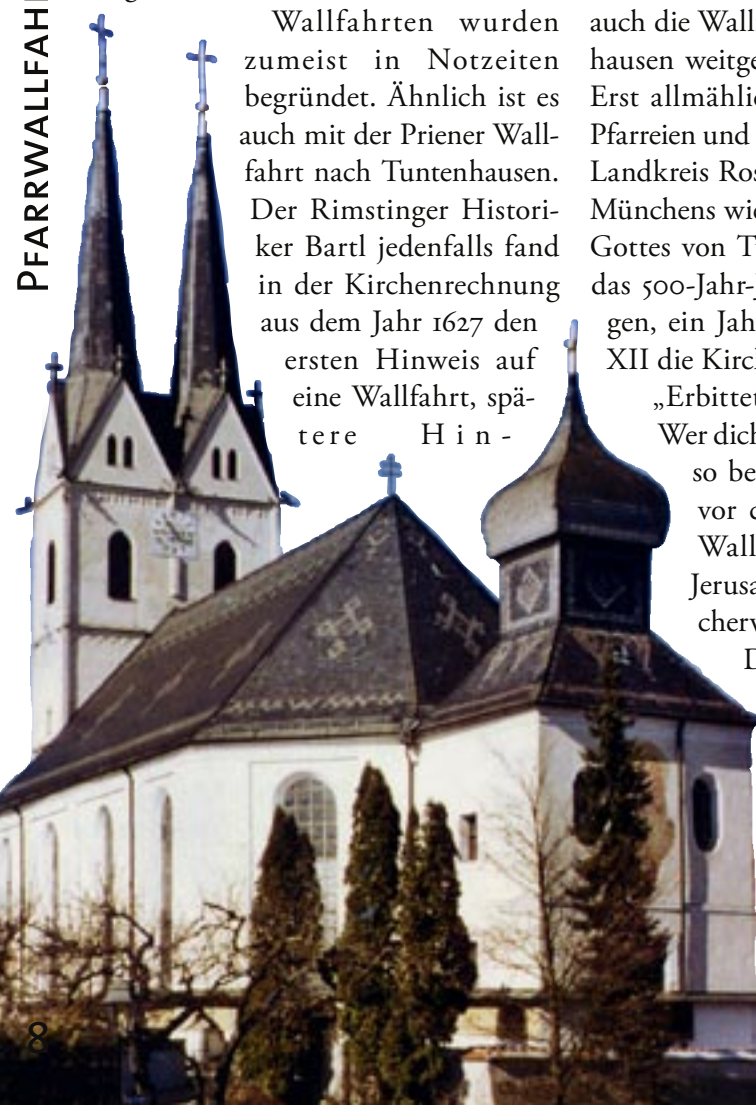 PFARRWALLFAH
Wallfahrten wurden
zumeist in Notzeiten
begründet. Ähnlich ist es
auch mit der Priener Wall-
fahrt nach Tuntenhausen.
Der Rimstinger Histori-
ker Bartl jedenfalls fand
in der Kirchenrechnung
aus dem Jahr 1627 den
ersten Hinweis auf
eine Wallfahrt, spä-
tere Hin-
auch die Wall
hausen weitge
Erst allmählic
Pfarreien und
Landkreis Ros
Münchens wie
Gottes von T
das 500-Jahr-
gen, ein Jah
XII die Kirc
„Erbittet
Wer dich
so be
vor
Wall
Jerusa
cherw
D
8